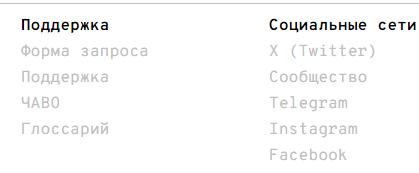 Поддержка
Форма запроса
Поддержка
ЧАВО
Глоссарий
Социальные сети
X (Twitter)
Сообщество
Telegram
Instagram
Facebook